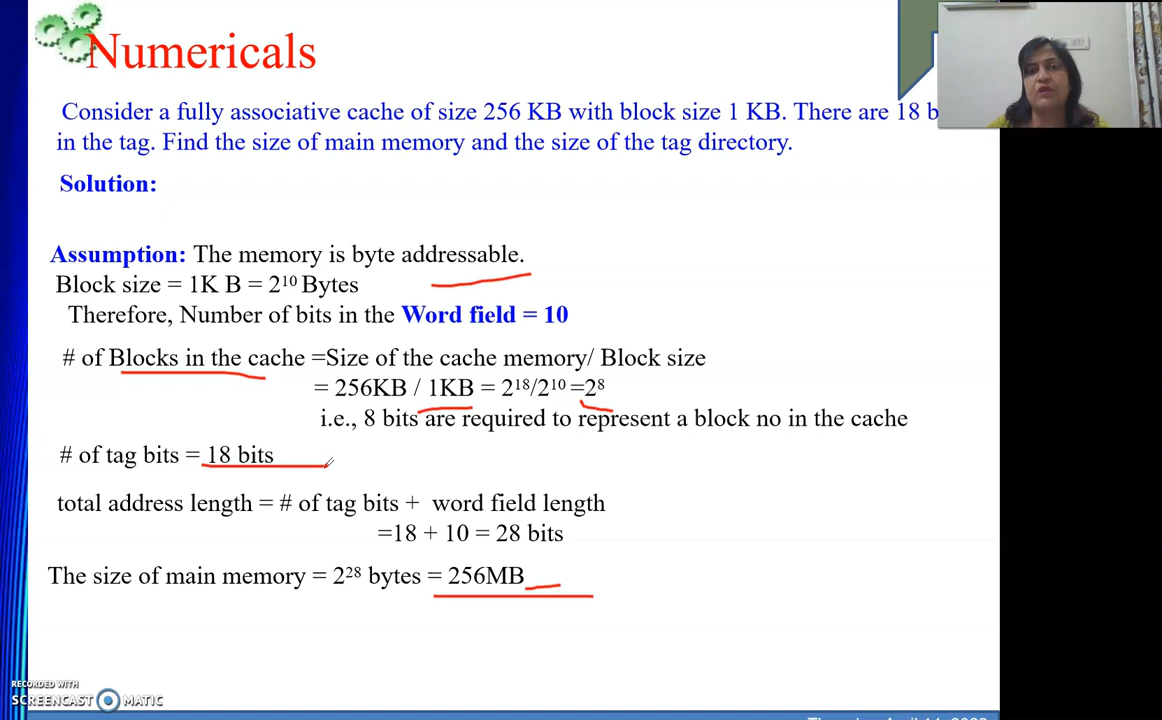 Numericals
Consider a fully associative cache of size 256 KB with block size 1 KB. There are 18 b
in the tag. Find the size of main memory and the size of the tag directory.
Solution:
Assumption: The memory is byte addressable.
Block size = 1K B = 2¹⁰ Bytes
Therefore, Number of bits in the Word field = 10
# of Blocks in the cache =Size of the cache memory/ Block size
= 256KB / 1KB = 2¹⁸/2¹⁰ =2⁸
i.e., 8 bits are required to represent a block no in the cache
# of tag bits = 18 bits
total address length = # of tag bits + word field length
=18 + 10 = 28 bits
The size of main memory = 2²⁸ bytes = 256MB
RECORDED WITH
SCREENCAST MATIC